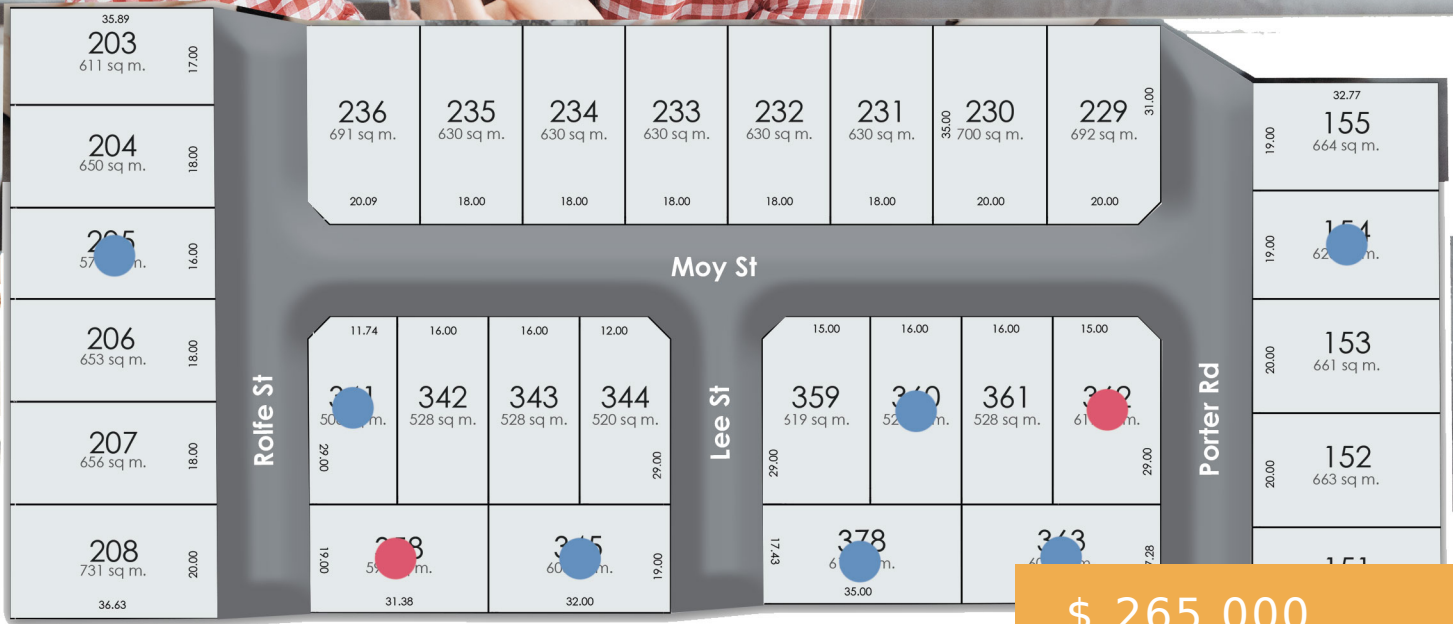 35.89
203
611 sq m.
17.00
204
650 sq m.
18.00
16.00
206
653 sq m.
18.00
207
656 sq m.
18.00
208
731 sq m.
20.00
36.63
Rolfe St
236
691 sq m.
20.09
235
630 sq m.
18.00
234
630 sq m.
18.00
233
630 sq m.
18.00
232
630 sq m.
18.00
231
630 sq m.
18.00
35.00
230
700 sq m.
20.00
229
692 sq m.
20.00
31.00
Moy St
11.74
29.00
16.00
342
528 sq m.
16.00
343
528 sq m.
12.00
344
520 sq m.
29.00
19.00
31.38
19.00
32.00
Lee St
15.00
359
619 sq m.
29.00
16.00
16.00
361
528 sq m.
15.00
29.00
17.43
378
35.00
Porter Rd
32.77
155
664 sq m.
19.00
19.00
153
661 sq m.
20.00
152
663 sq m.
20.00
$ 265 000